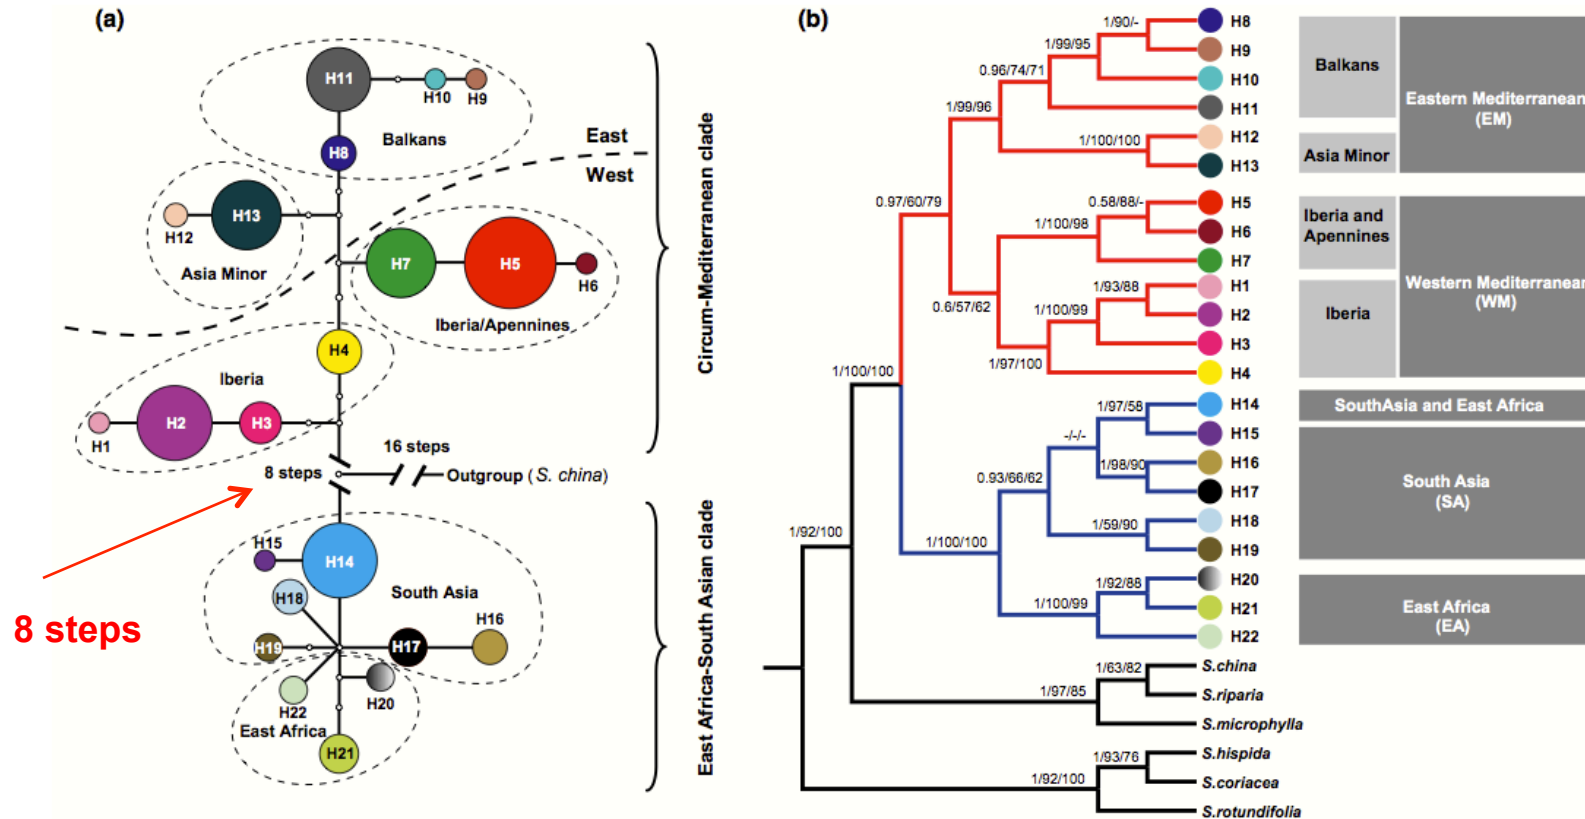 (a)
H11
H10
H9
Balkans
H8
East
West
H13
H12
Asia Minor
H7
H5
H6
Iberia/Apennines
H4
Iberia
H1
H2
H3
16 steps
8 steps
Outgroup (S. china)
8 steps
H15
H14
H18
South Asia
H16
H19
H17
H22
H20
East Africa
H21
Circum-Mediterranean clade
East Africa-South Asian clade
(b)
1/90/-
1/99/95
0.96/74/71
1/99/96
1/100/100
0.97/60/79
0.58/88/-
1/100/98
0.6/57/62
1/93/88
1/100/99
1/97/100
1/100/100
1/97/58
-/-/-
1/98/90
0.93/66/62
1/59/90
1/92/100
1/100/100
1/92/88
1/100/99
1/63/82
1/97/85
1/93/76
1/92/100
H8
H9
H10
H11
H12
H13
H5
H6
H7
H1
H2
H3
H4
H14
H15
H16
H17
H18
H19
H20
H21
H22
S.china
S.riparia
S.microphylla
S.hispida
S.coriacea
S.rotundifolia
Balkans
Asia Minor
Eastern Mediterranean
(EM)
Iberia and
Apennines
Iberia
Western Mediterranean
(WM)
SouthAsia and East Africa
South Asia
(SA)
East Africa
(EA)